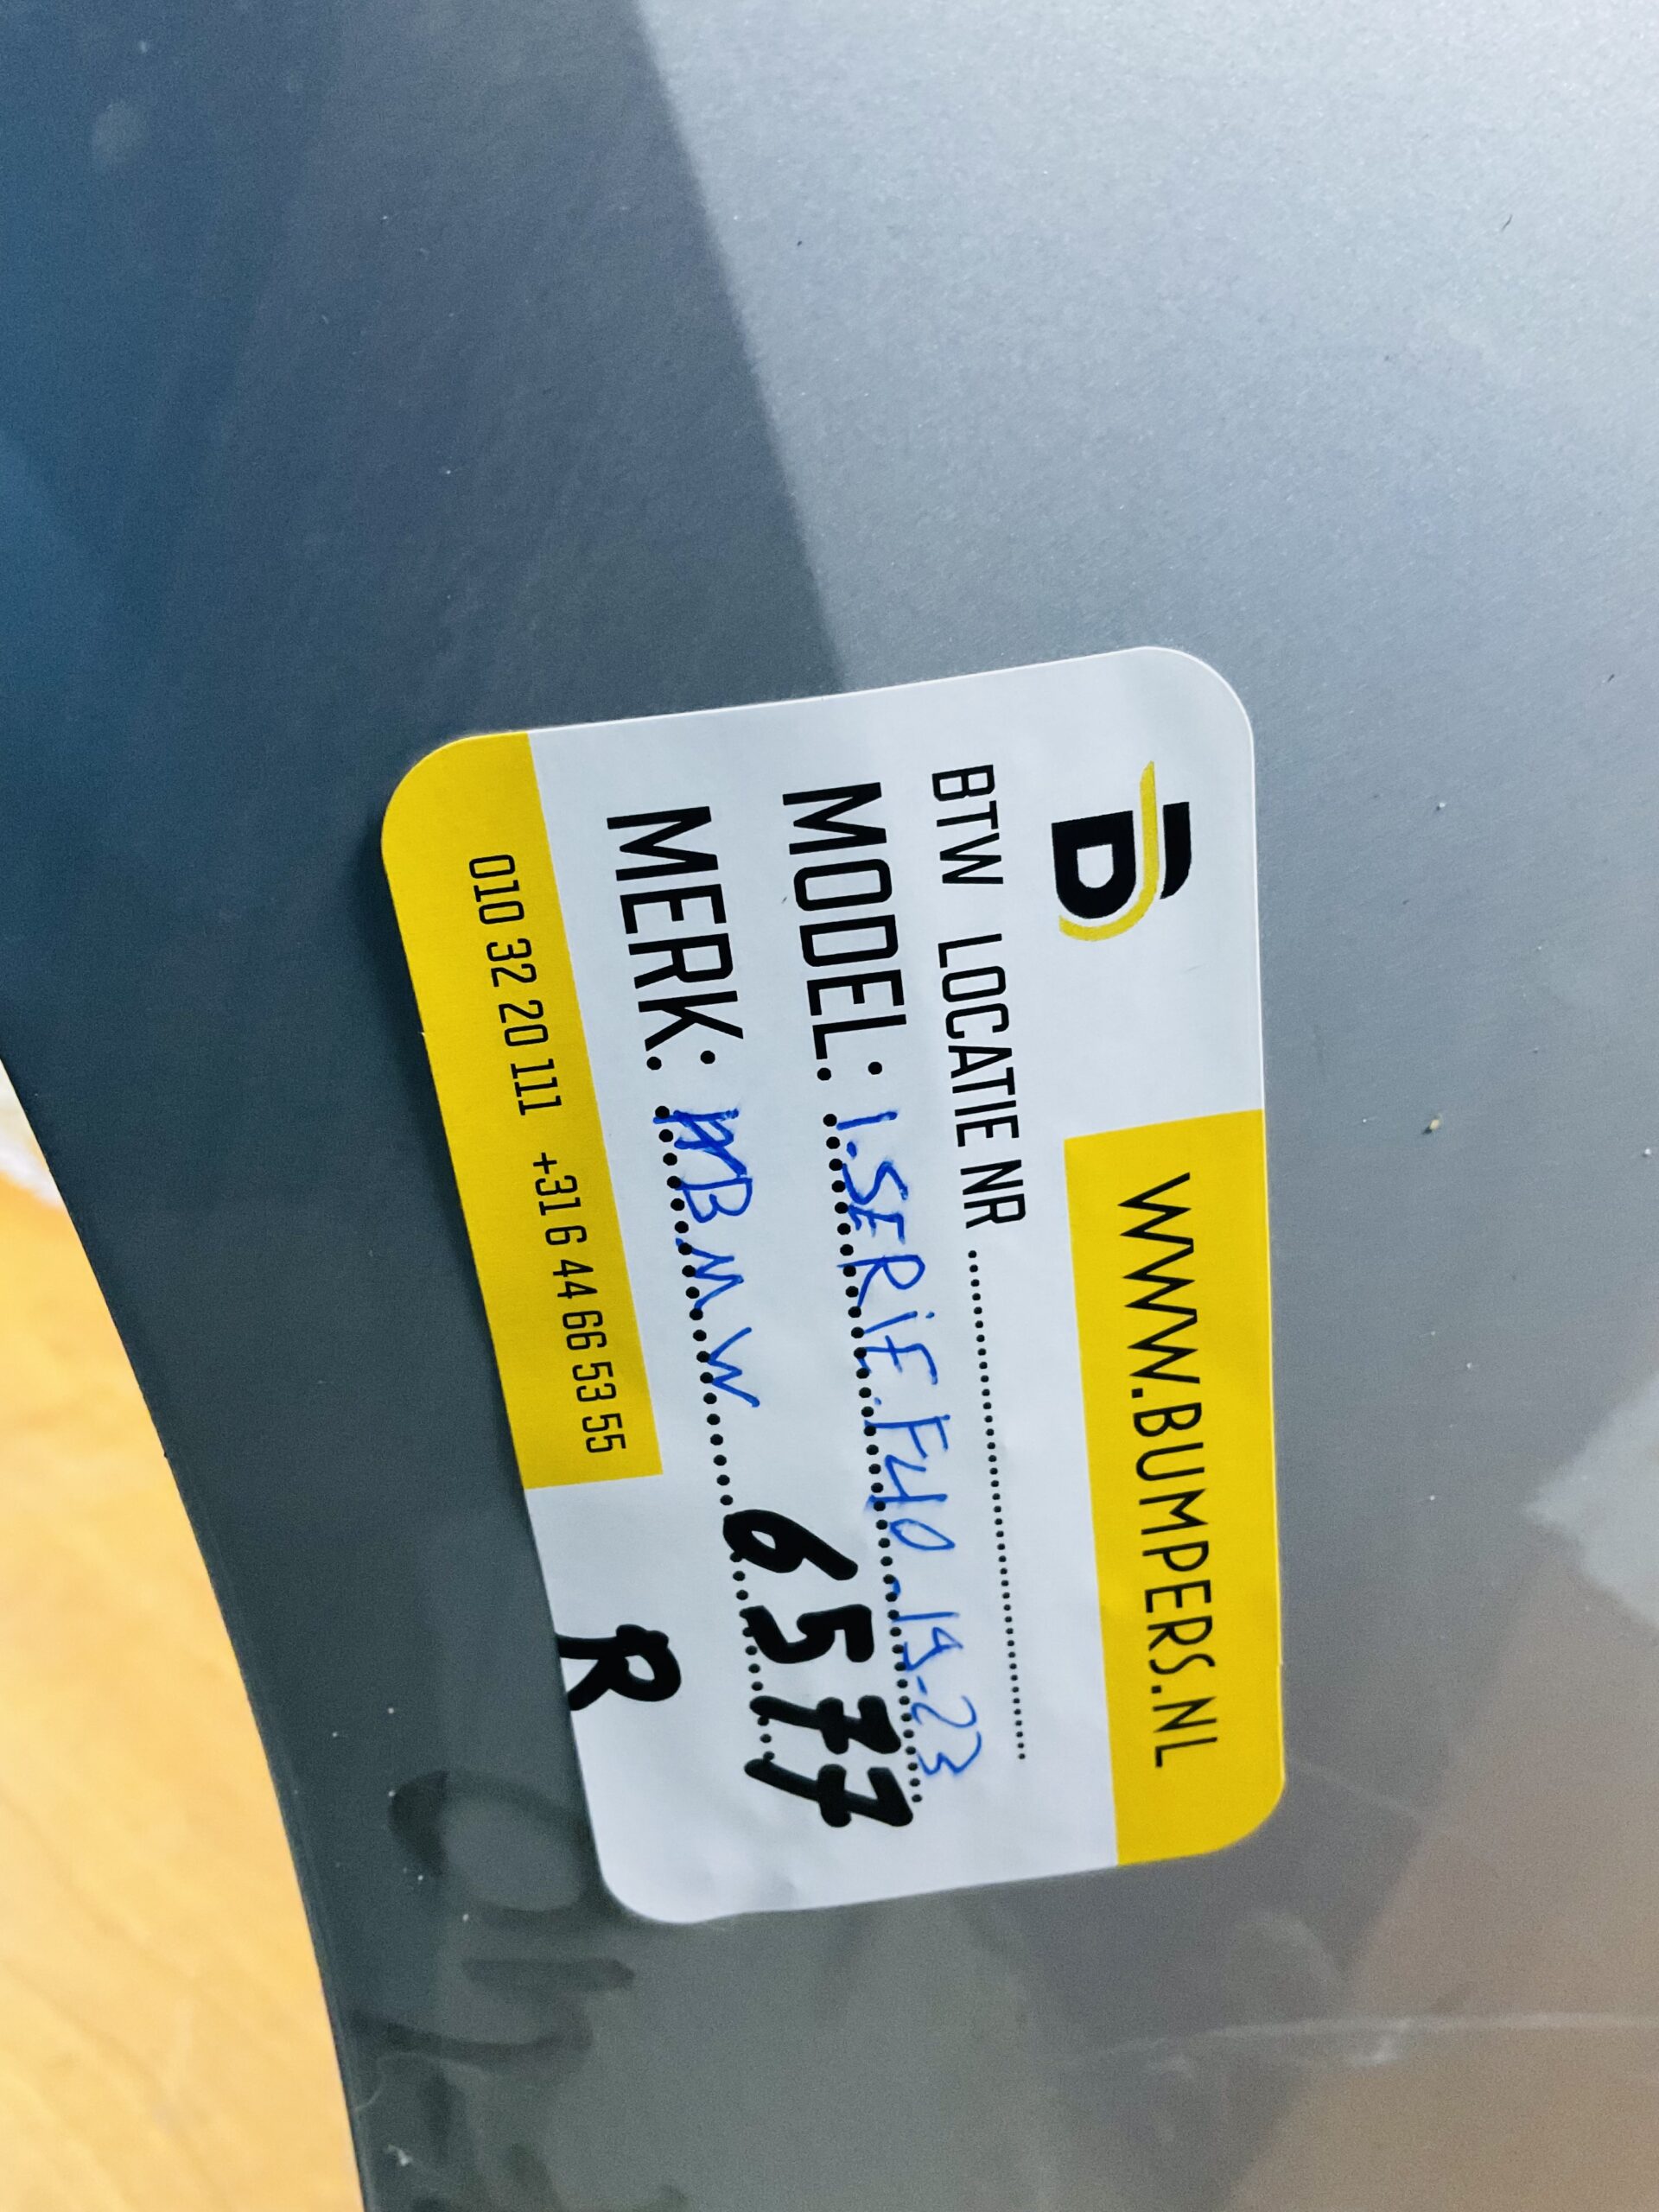 WWW.BUMPERS.NL
BTW LOCATIE NR
MODEL: 1.SERIE.F40 - 19-23
MERK: BMW
6577
R
010 32 20 111 +31 6 44 66 53 55